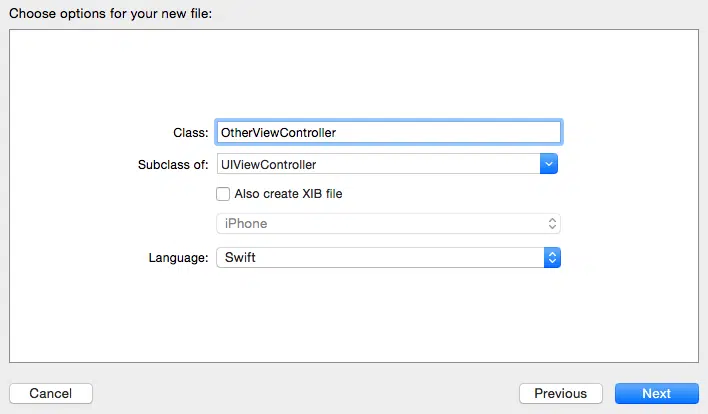 Choose options for your new file:
Class: OtherViewController
Subclass of: UIViewController
Also create XIB file
iPhone
Language: Swift
Cancel Previous Next